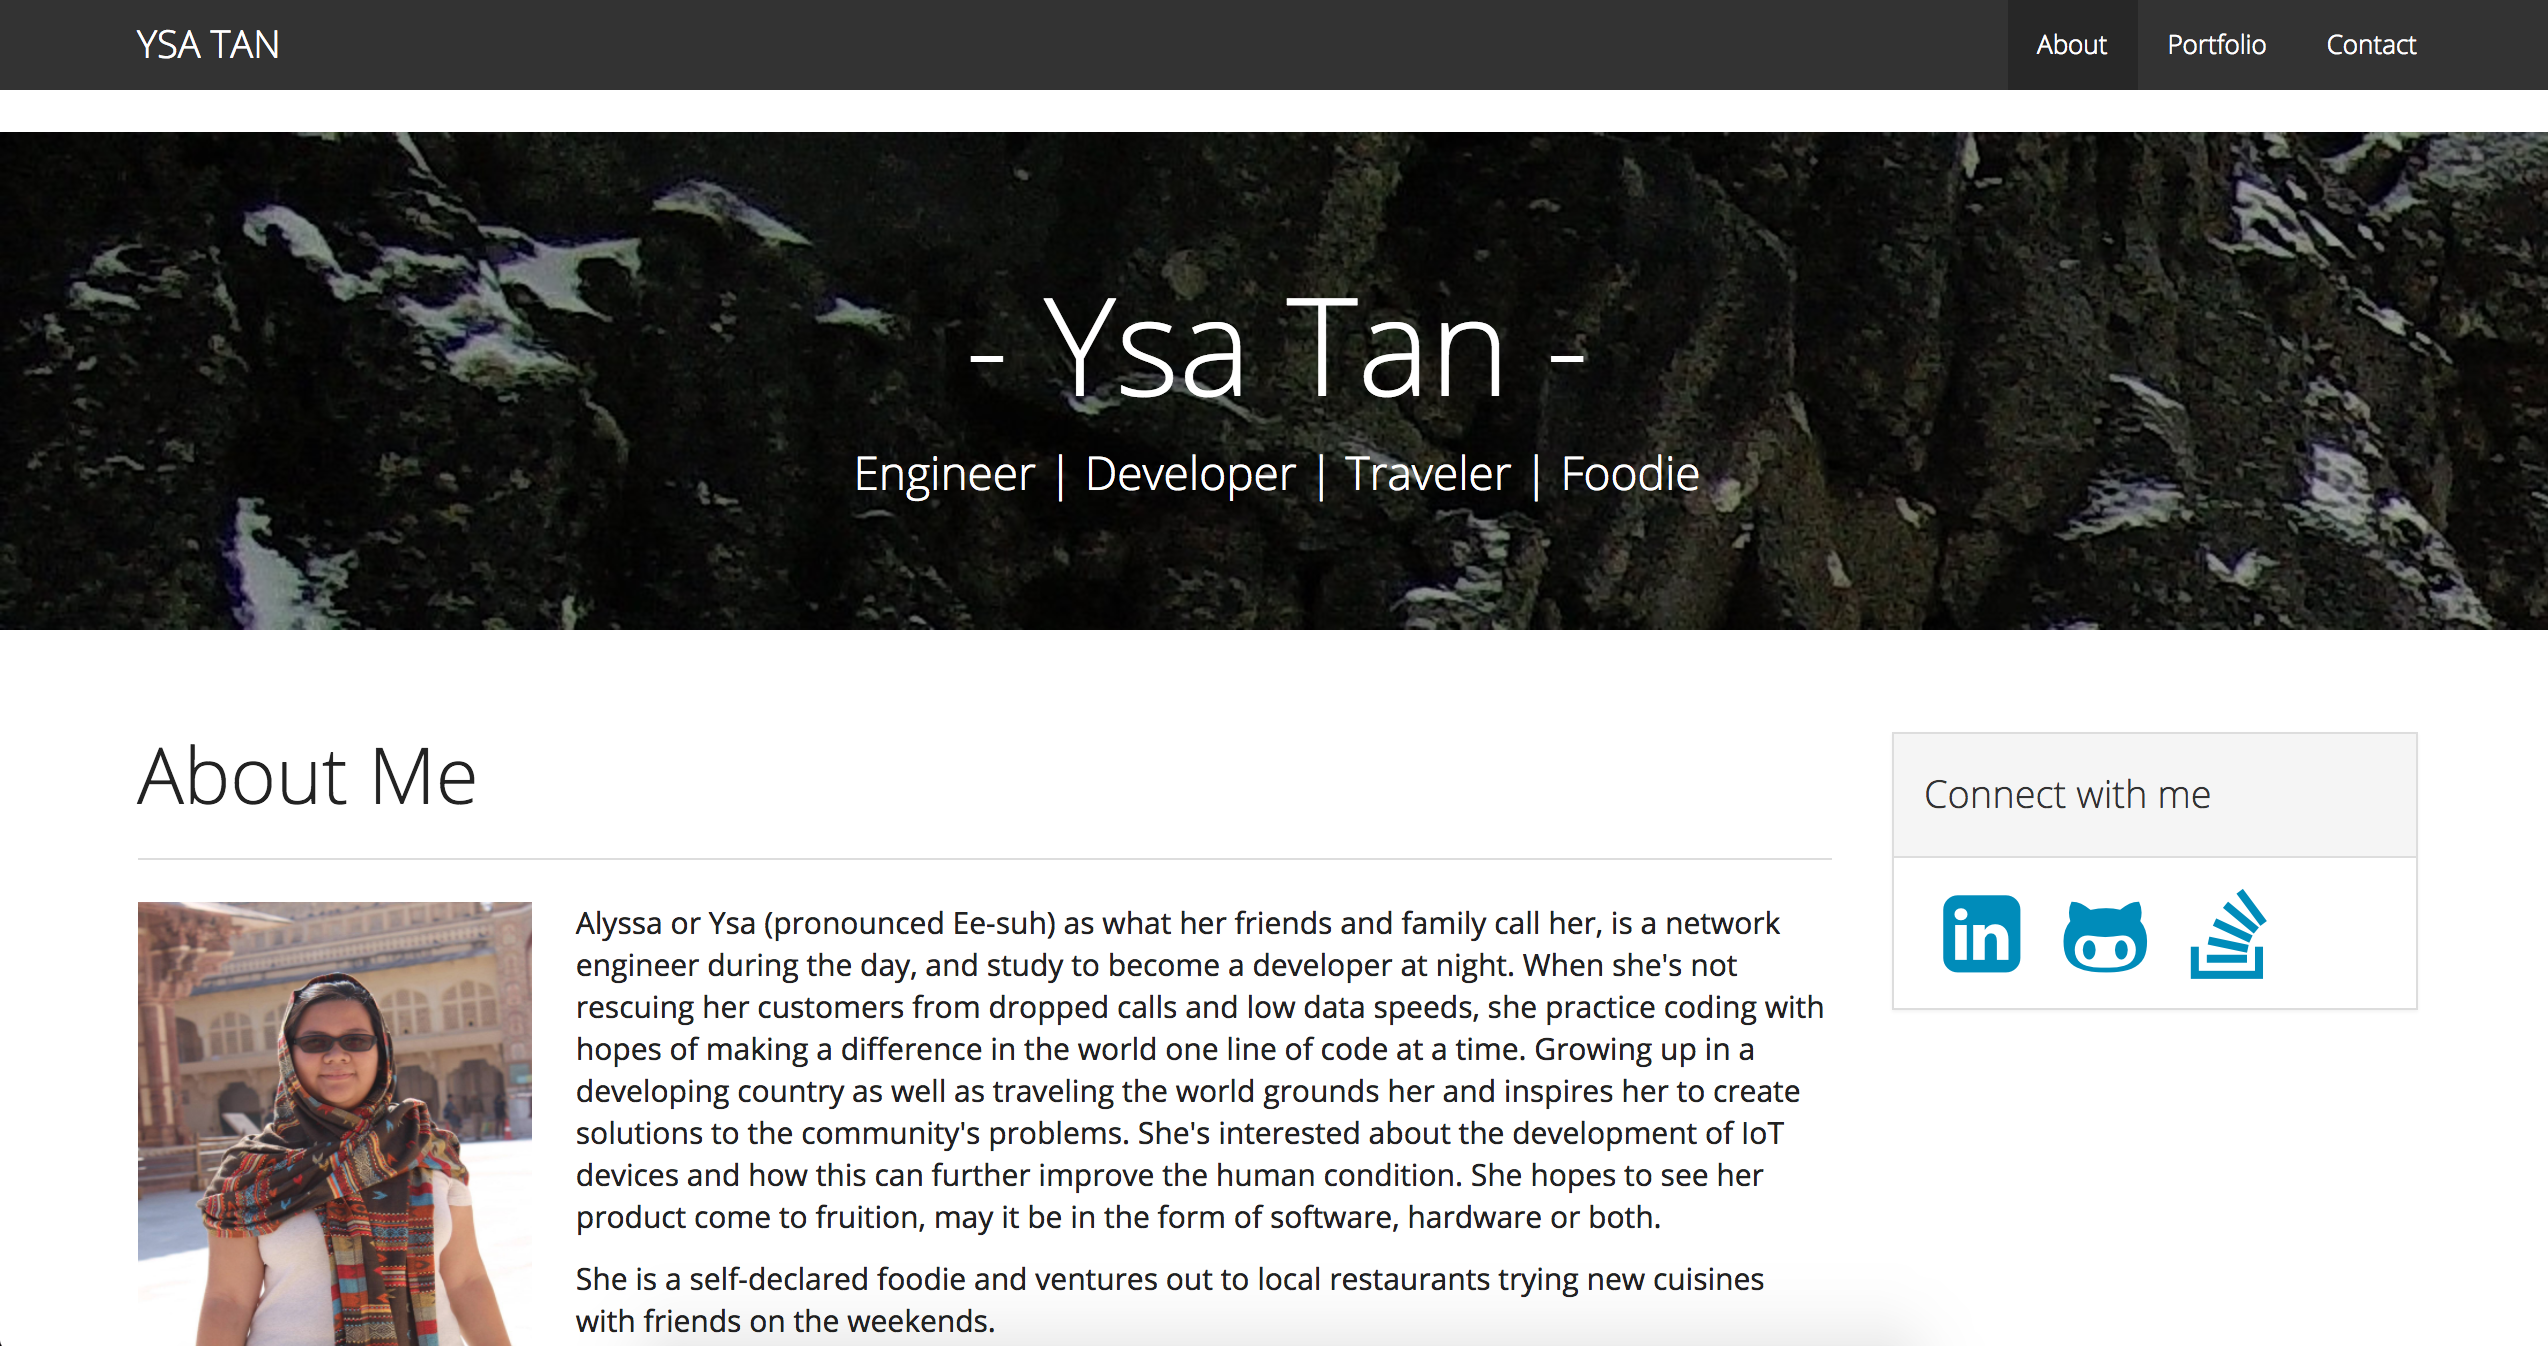 YSA TAN
About
Portfolio
Contact
- Ysa Tan -
Engineer | Developer | Traveler | Foodie
About Me
Alyssa or Ysa (pronounced Ee-suh) as what her friends and family call her, is a network
engineer during the day, and study to become a developer at night. When she's not
rescuing her customers from dropped calls and low data speeds, she practice coding with
hopes of making a difference in the world one line of code at a time. Growing up in a
developing country as well as traveling the world grounds her and inspires her to create
solutions to the community's problems. She's interested about the development of IoT
devices and how this can further improve the human condition. She hopes to see her
product come to fruition, may it be in the form of software, hardware or both.
She is a self-declared foodie and ventures out to local restaurants trying new cuisines
with friends on the weekends.
Connect with me
in